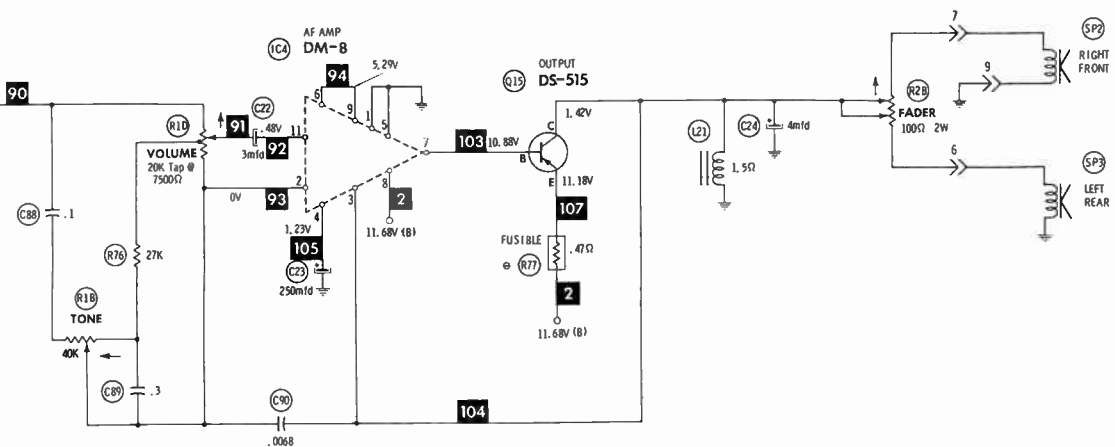 90
R1D
VOLUME
20K Tap @
7500Ω
91
C22
.48V
3mfd
92
93
0V
C88
.1
R76
27K
R1B
TONE
40K
C89
.3
C90
.0068
AF AMP
IC4
DM-8
94
5.29V
6
9
1
5
11
2
4
3
8
7
1.23V
105
C23
250mfd
2
11.68V (B)
103
10.88V
OUTPUT
Q15
DS-515
C
1.42V
B
E
11.18V
107
FUSIBLE
R77
.47Ω
2
11.68V (B)
104
L21
1.5Ω
C24
4mfd
R2B
FADER
100Ω 2W
7
9
6
SP2
RIGHT
FRONT
SP3
LEFT
REAR